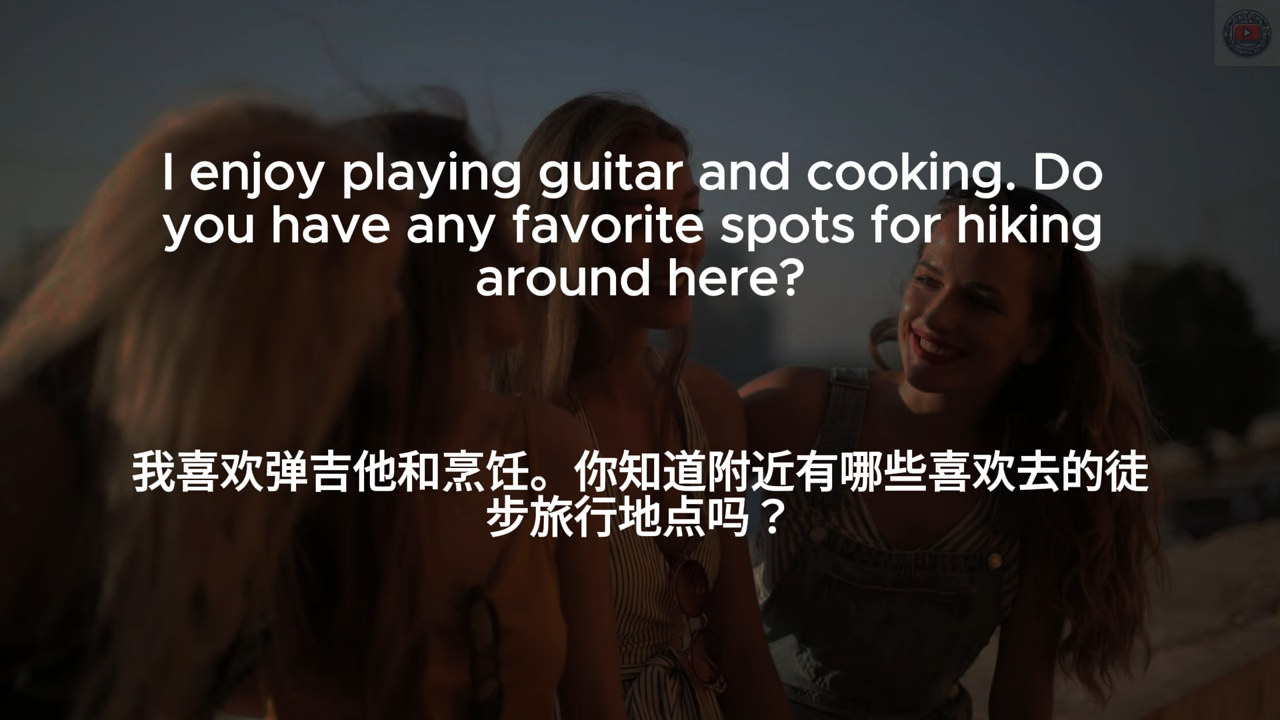 I enjoy playing guitar and cooking. Do
you have any favorite spots for hiking
around here?
我喜欢弹吉他和烹饪。你知道附近有哪些喜欢去的徒
步旅行地点吗？